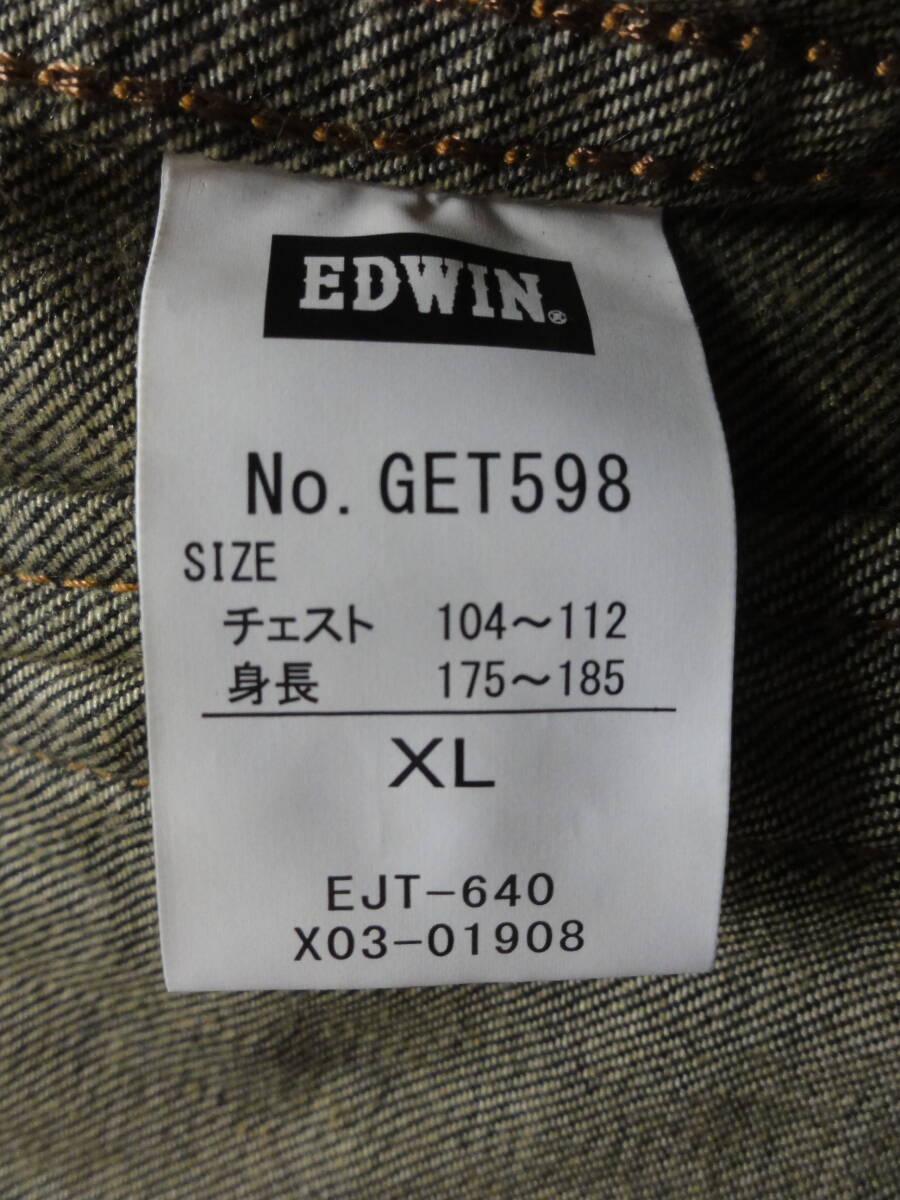 EDWIN®
No. GET598
SIZE
チェスト 104～112
身長 175～185
XL
EJT-640
X03-01908